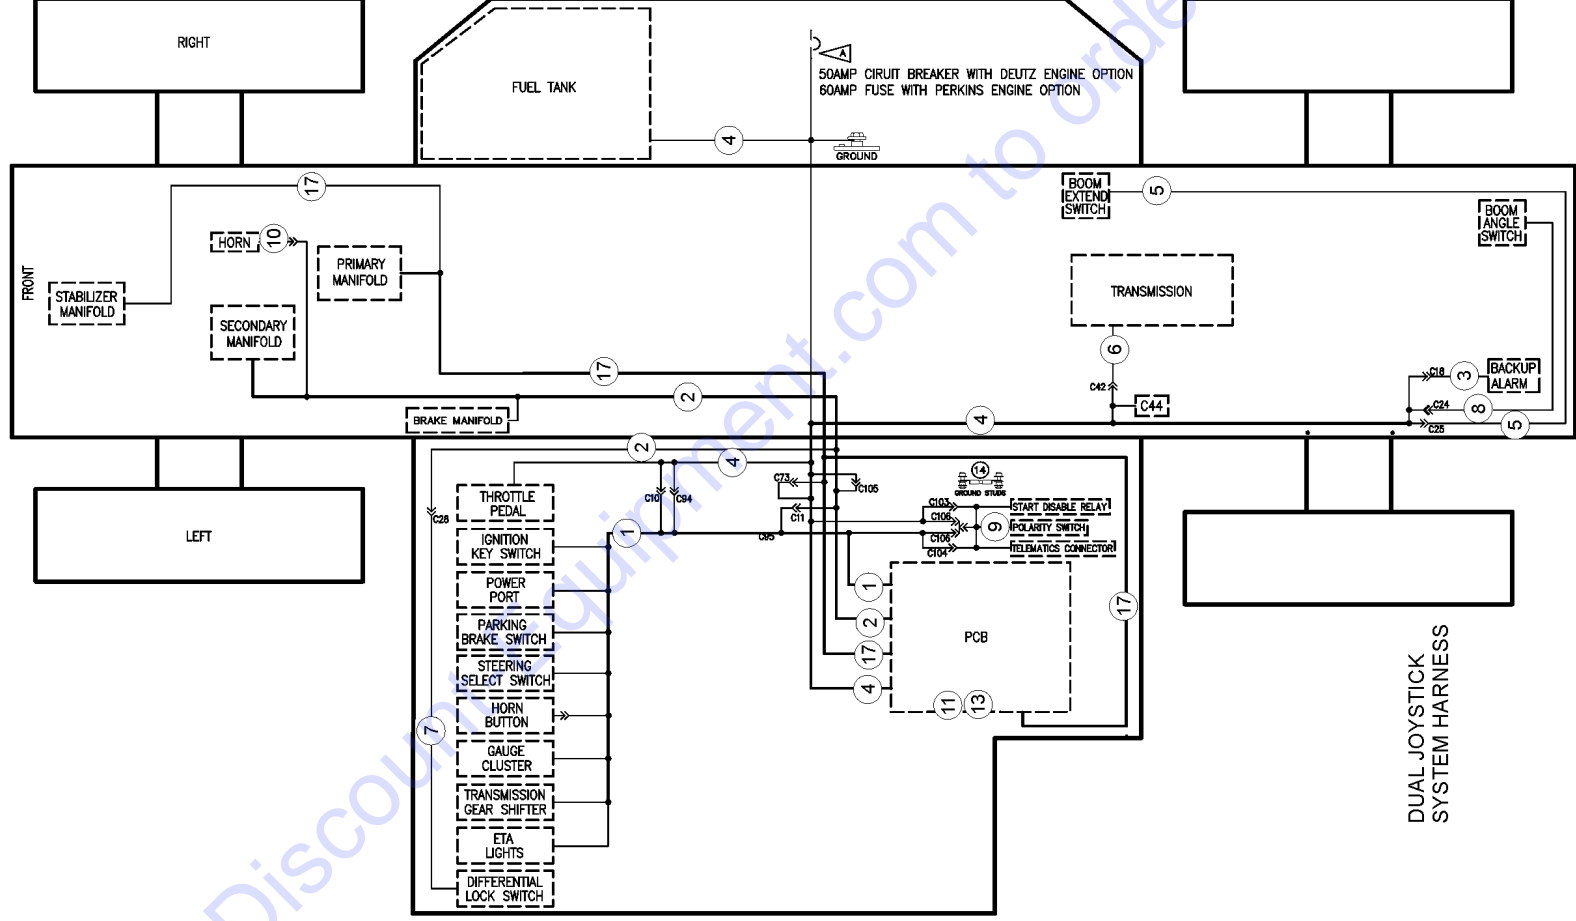 RIGHT
FUEL TANK
A
50AMP CIRUIT BREAKER WITH DEUTZ ENGINE OPTION
60AMP FUSE WITH PERKINS ENGINE OPTION
4
GROUND
FRONT
17
HORN
10
PRIMARY
MANIFOLD
STABILIZER
MANIFOLD
SECONDARY
MANIFOLD
BOOM
EXTEND
SWITCH
5
BOOM
ANGLE
SWITCH
TRANSMISSION
6
C42
C44
C18
3
BACKUP
ALARM
C24
8
C25
5
17
2
BRAKE MANIFOLD
4
LEFT
2
4
C26
THROTTLE
PEDAL
C10
C94
C73
C105
C11
C95
14
GROUND STUDS
C103
C106
C106
C104
9
START DISABLE RELAY
POLARITY SWITCH
TELEMATICS CONNECTOR
1
IGNITION
KEY SWITCH
POWER
PORT
PARKING
BRAKE SWITCH
STEERING
SELECT SWITCH
HORN
BUTTON
GAUGE
CLUSTER
TRANSMISSION
GEAR SHIFTER
ETA
LIGHTS
DIFFERENTIAL
LOCK SWITCH
7
1
2
17
4
PCB
11
13
17
DUAL JOYSTICK
SYSTEM HARNESS
Discount-Equipment.com to orde